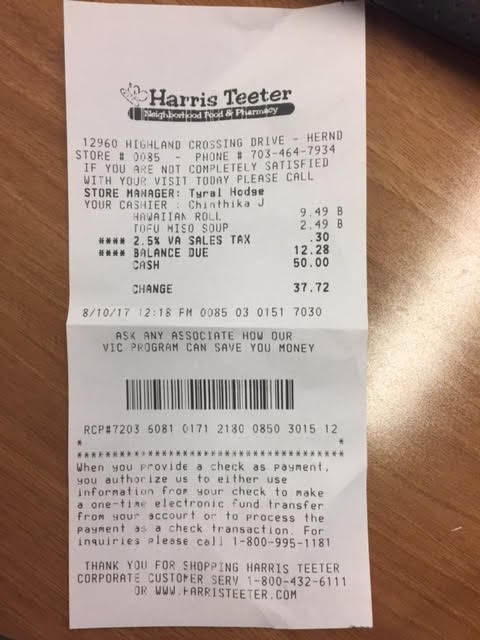 Harris Teeter
Neighborhood Food & Pharmacy
12960 HIGHLAND CROSSING DRIVE - HERND
STORE # 0085 - PHONE # 703-464-7934
IF YOU ARE NOT COMPLETELY SATISFIED
WITH YOUR VISIT TODAY PLEASE CALL
STORE MANAGER: Tyral Hodge
YOUR CASHIER : Chinthika J
HAWAIIAN ROLL 9.49 B
TOFU MISO SOUP 2.49 B
**** 2.5% VA SALES TAX .30
**** BALANCE DUE 12.28
CASH 50.00
CHANGE 37.72
8/10/17 12:18 PM 0085 03 0151 7030
ASK ANY ASSOCIATE HOW OUR
VIC PROGRAM CAN SAVE YOU MONEY
RCP#7203 6081 0171 2180 0850 3015 12
* *
************************************
When you provide a check as payment,
you authorize us to either use
information from your check to make
a one-time electronic fund transfer
from your account or to process the
payment as a check transaction. For
inquiries please call 1-800-995-1181
THANK YOU FOR SHOPPING HARRIS TEETER
CORPORATE CUSTOMER SERV 1-800-432-6111
OR WWW.HARRISTEETER.COM